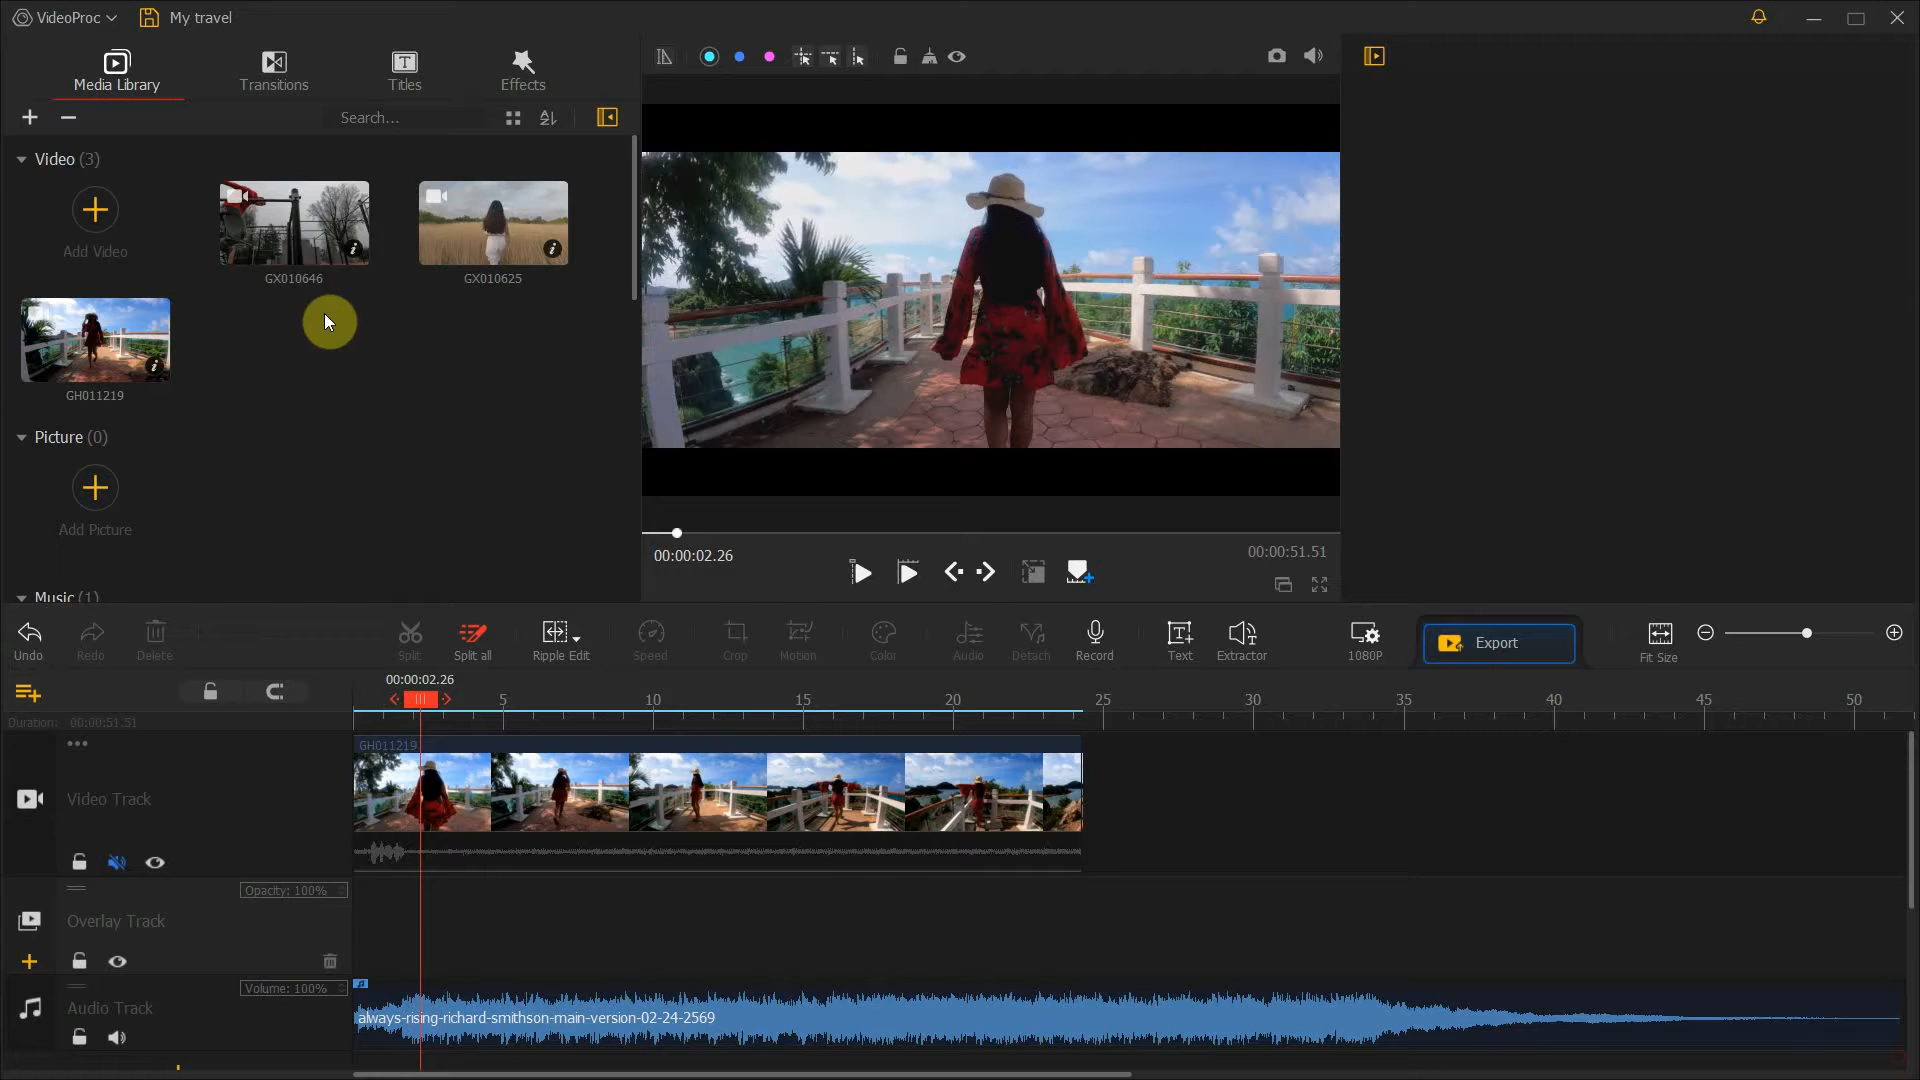 VideoProc
My travel
Media Library
Transitions
Titles
Effects
Search...
Video (3)
Add Video
GX010646
GX010625
GH011219
Picture (0)
Add Picture
Music (1)
00:00:02.26
00:00:51.51
Undo
Redo
Delete
Split
Split all
Ripple Edit
Speed
Crop
Motion
Color
Audio
Detach
Record
Text
Extractor
1080P
Export
Fit Size
00:00:02.26
5
10
15
20
25
30
35
40
45
50
Duration: 00:00:51.51
GH011219
Video Track
Opacity: 100%
Overlay Track
Volume: 100%
Audio Track
always-rising-richard-smithson-main-version-02-24-2569